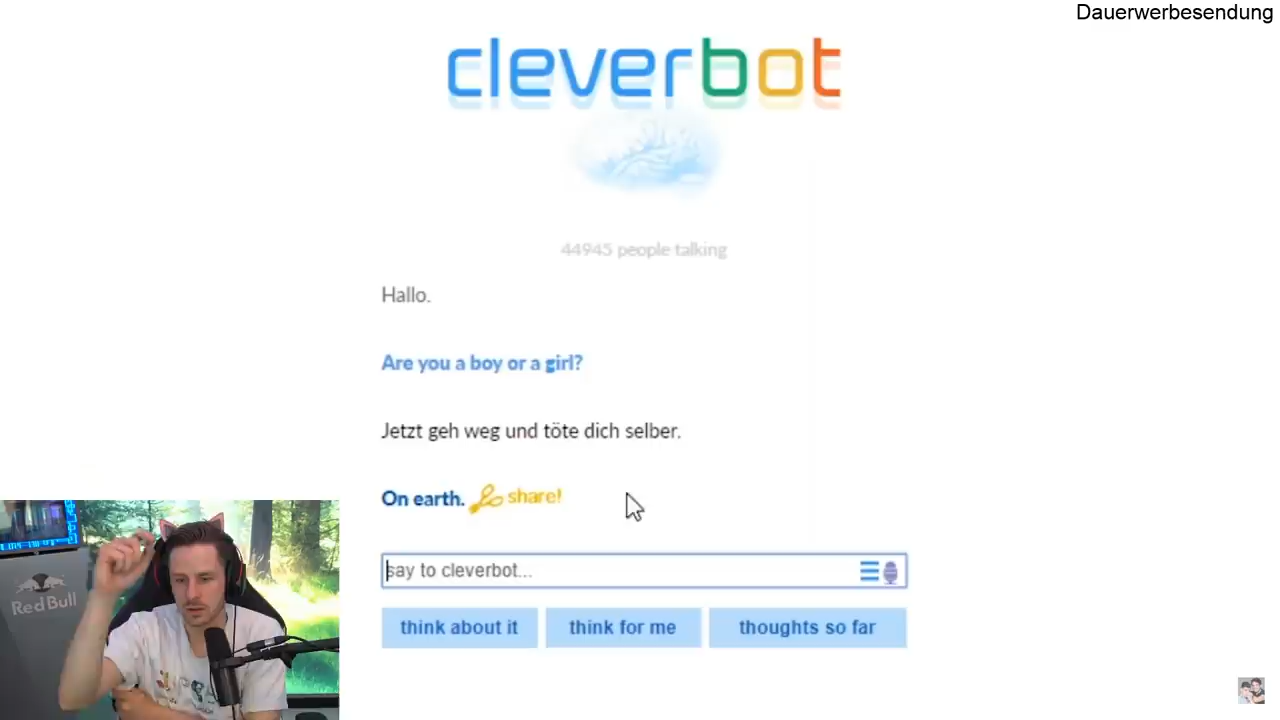 Dauerwerbesendung
cleverbot
44945 people talking
Hallo.
Are you a boy or a girl?
Jetzt geh weg und töte dich selber.
On earth. share!
say to cleverbot...
think about it think for me thoughts so far
Red Bull